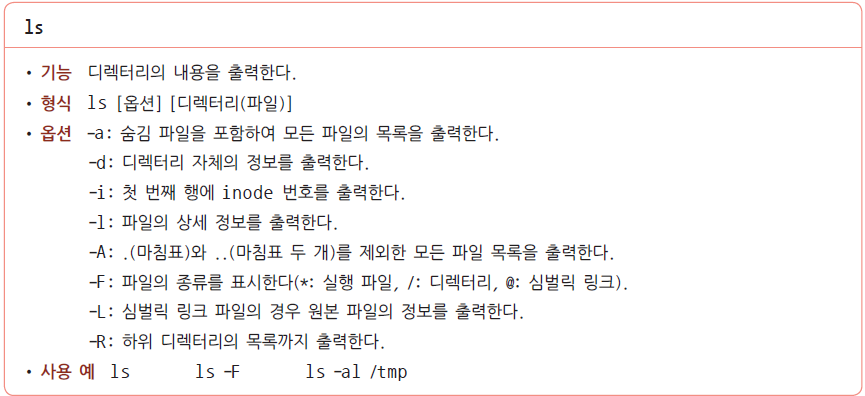 ls
• 기능 디렉터리의 내용을 출력한다.
• 형식 ls [옵션] [디렉터리(파일)]
• 옵션 -a: 숨김 파일을 포함하여 모든 파일의 목록을 출력한다.
-d: 디렉터리 자체의 정보를 출력한다.
-i: 첫 번째 행에 inode 번호를 출력한다.
-l: 파일의 상세 정보를 출력한다.
-A: .(마침표)와 ..(마침표 두 개)를 제외한 모든 파일 목록을 출력한다.
-F: 파일의 종류를 표시한다(*: 실행 파일, /: 디렉터리, @: 심벌릭 링크).
-L: 심벌릭 링크 파일의 경우 원본 파일의 정보를 출력한다.
-R: 하위 디렉터리의 목록까지 출력한다.
• 사용 예 ls ls -F ls -al /tmp